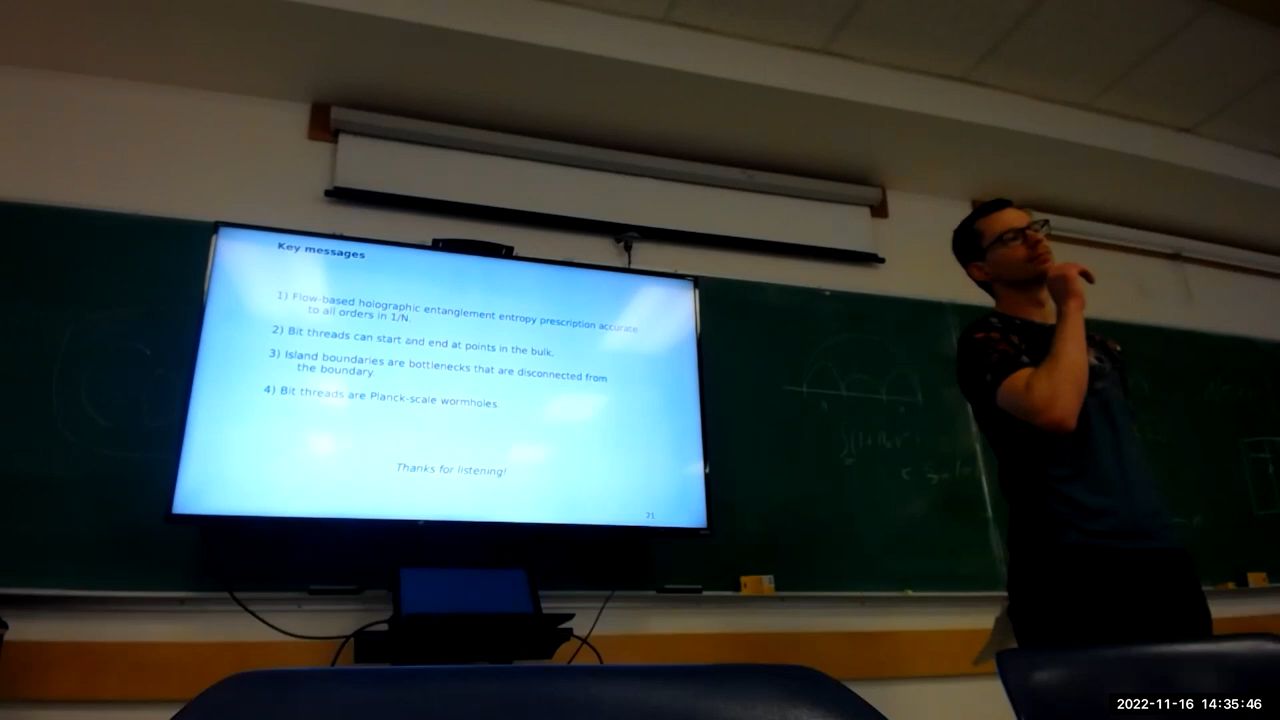 Key messages
1) Flow-based holographic entanglement entropy prescription accurate
to all orders in 1/N.
2) Bit threads can start and end at points in the bulk.
3) Island boundaries are bottlenecks that are disconnected from
the boundary.
4) Bit threads are Planck-scale wormholes.
Thanks for listening!
21
2022-11-16 14:35:46